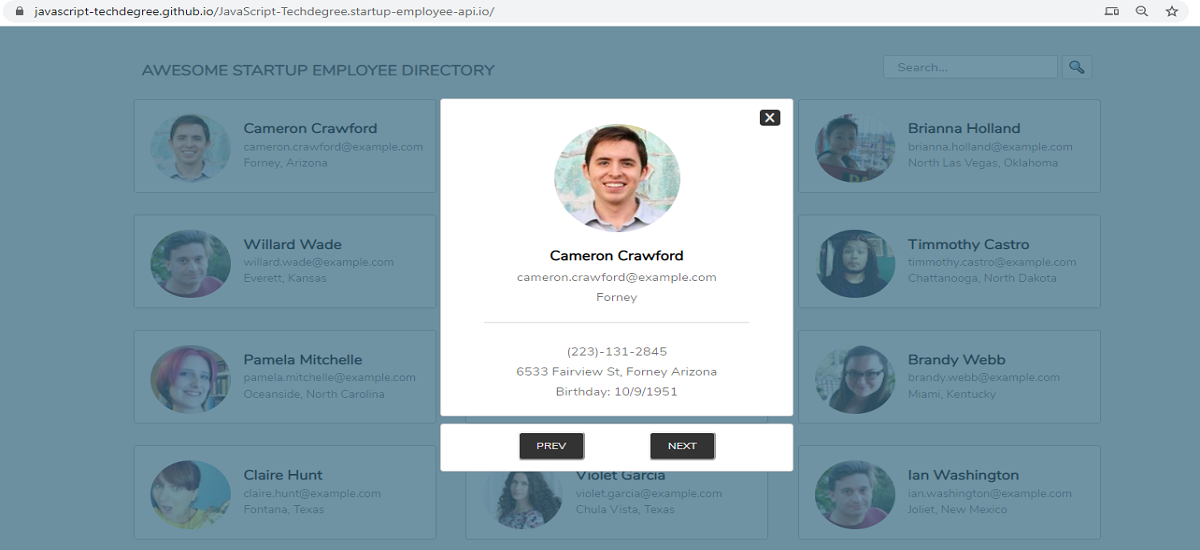 javascript-techdegree.github.io/JavaScript-Techdegree.startup-employee-api.io/
AWESOME STARTUP EMPLOYEE DIRECTORY
Search...
Cameron Crawford
cameron.crawford@example.com
Forney, Arizona
X
Cameron Crawford
cameron.crawford@example.com
Forney
(223)-131-2845
6533 Fairview St, Forney Arizona
Birthday: 10/9/1951
PREV
NEXT
Brianna Holland
brianna.holland@example.com
North Las Vegas, Oklahoma
Willard Wade
willard.wade@example.com
Everett, Kansas
Timmothy Castro
timmothy.castro@example.com
Chattanooga, North Dakota
Pamela Mitchelle
pamela.mitchelle@example.com
Oceanside, North Carolina
Brandy Webb
brandy.webb@example.com
Miami, Kentucky
Claire Hunt
claire.hunt@example.com
Fontana, Texas
Violet Garcia
violet.garcia@example.com
Chula Vista, Texas
Ian Washington
ian.washington@example.com
Joliet, New Mexico